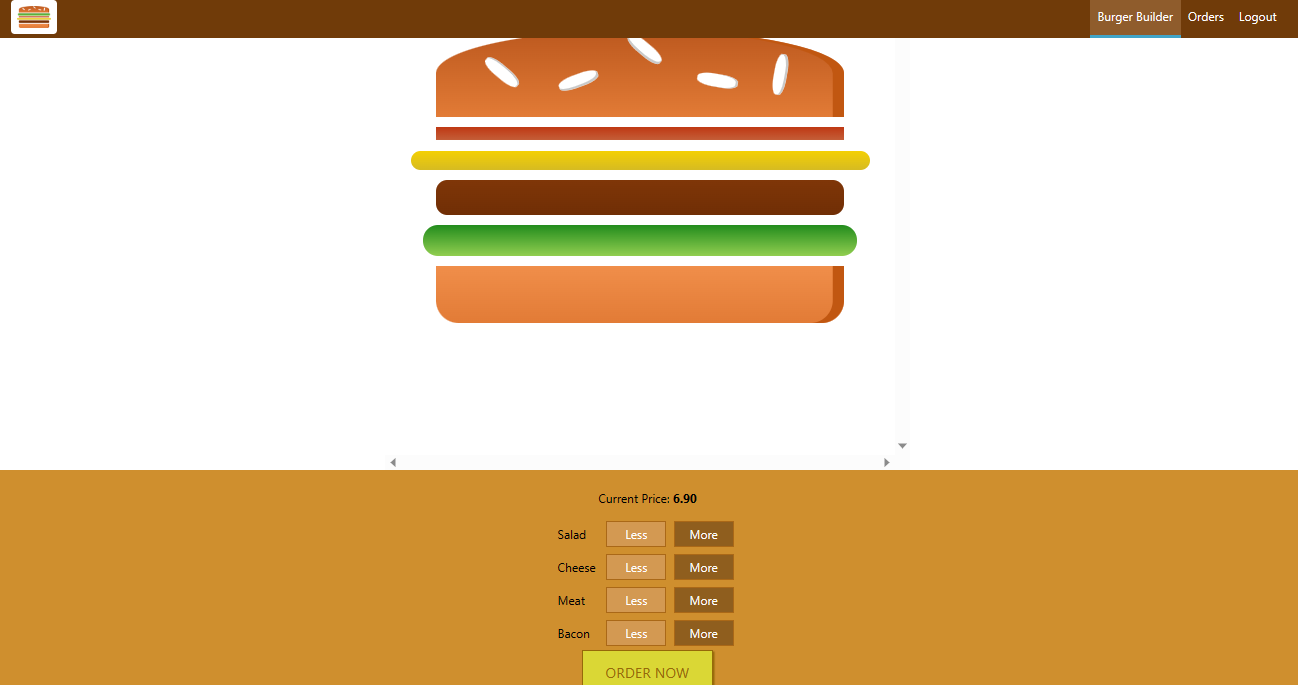 Burger Builder Orders Logout
Current Price: 6.90
Salad Less More
Cheese Less More
Meat Less More
Bacon Less More
ORDER NOW